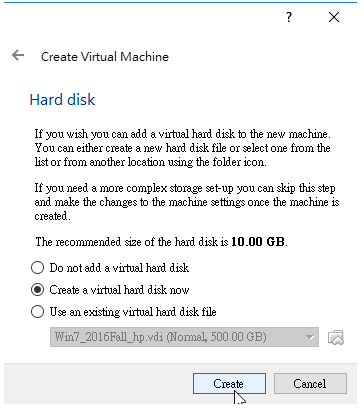 ?
Create Virtual Machine
Hard disk
If you wish you can add a virtual hard disk to the new machine.
You can either create a new hard disk file or select one from the
list or from another location using the folder icon.
If you need a more complex storage set-up you can skip this step
and make the changes to the machine settings once the machine is
created.
The recommended size of the hard disk is 10.00 GB.
Do not add a virtual hard disk
Create a virtual hard disk now
Use an existing virtual hard disk file
Win7_2016Fall_hp.vdi (Normal, 500.00 GB)
Create Cancel